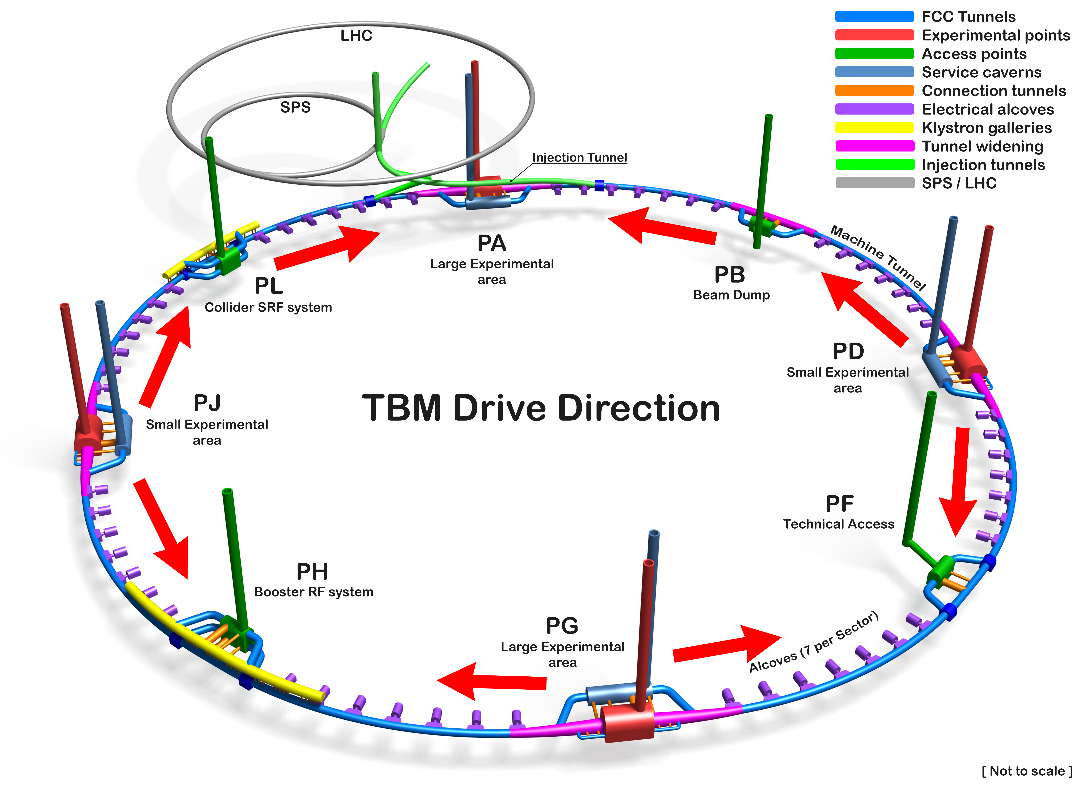 FCC Tunnels
Experimental points
Access points
Service caverns
Connection tunnels
Electrical alcoves
Klystron galleries
Tunnel widening
Injection tunnels
SPS / LHC
LHC
SPS
Injection Tunnel
PA
Large Experimental
area
PB
Beam Dump
Machine Tunnel
PL
Collider SRF system
PD
Small Experimental
area
PJ
Small Experimental
area
TBM Drive Direction
PF
Technical Access
PH
Booster RF system
PG
Large Experimental
area
Alcoves (7 per Sector)
[ Not to scale ]